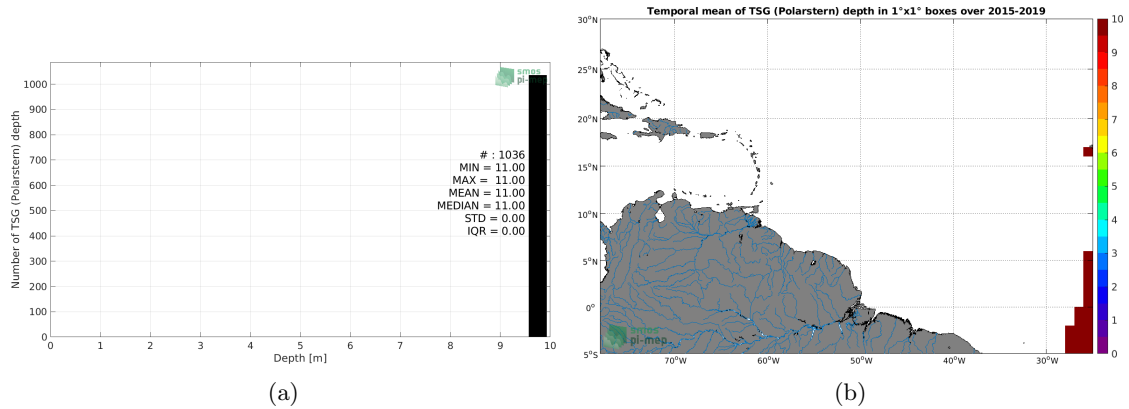 Number of TSG (Polarstern) depth
1000
900
800
700
600
500
400
300
200
100
0
smos
pi-mep
# : 1036
MIN = 11.00
MAX = 11.00
MEAN = 11.00
MEDIAN = 11.00
STD = 0.00
IQR = 0.00
0 1 2 3 4 5 6 7 8 9 10
Depth [m]
(a)
Temporal mean of TSG (Polarstern) depth in 1°x1° boxes over 2015-2019
30°N
25°N
20°N
15°N
10°N
5°N
0°
5°S
smos
pi-mep
70°W 60°W 50°W 40°W 30°W
10
9
8
7
6
5
4
3
2
1
0
(b)